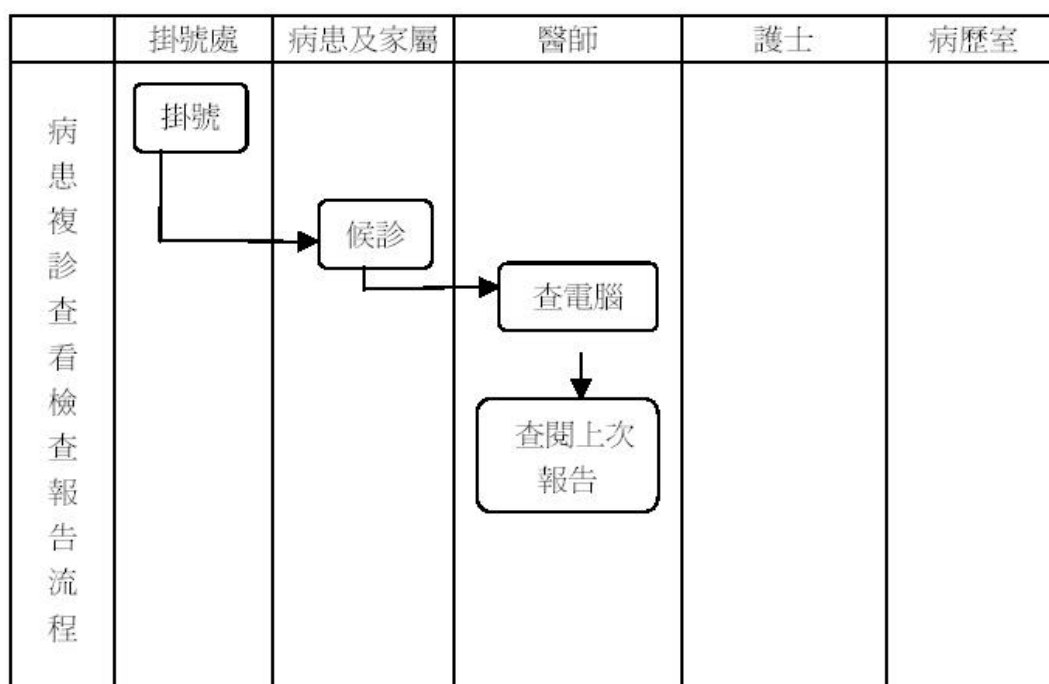 掛號處 病患及家屬 醫師 護士 病歷室
病患複診查看檢查報告流程
掛號
候診
查電腦
查閱上次
報告